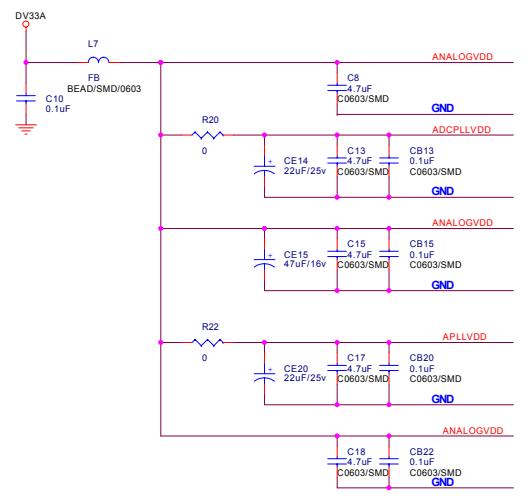 DV33A
L7
ANALOGVDD
FB
BEAD/SMD/0603
C8
4.7uF
C0603/SMD
C10
0.1uF
GND
R20
0
ADCPLLVDD
CE14
22uF/25v
C13
4.7uF
C0603/SMD
CB13
0.1uF
C0603/SMD
GND
ANALOGVDD
CE15
47uF/16v
C15
4.7uF
C0603/SMD
CB15
0.1uF
C0603/SMD
GND
R22
0
APLLVDD
CE20
22uF/25v
C17
4.7uF
C0603/SMD
CB20
0.1uF
C0603/SMD
GND
ANALOGVDD
C18
4.7uF
C0603/SMD
CB22
0.1uF
C0603/SMD
GND